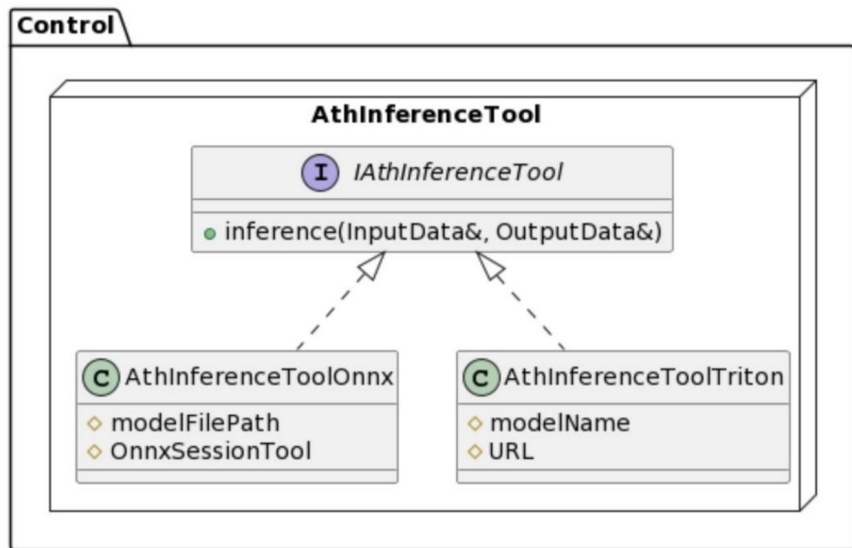 Control
AthInferenceTool
I IAthInferenceTool
inference(InputData&, OutputData&)
C AthInferenceToolOnnx
modelFilePath
OnnxSessionTool
C AthInferenceToolTriton
modelName
URL